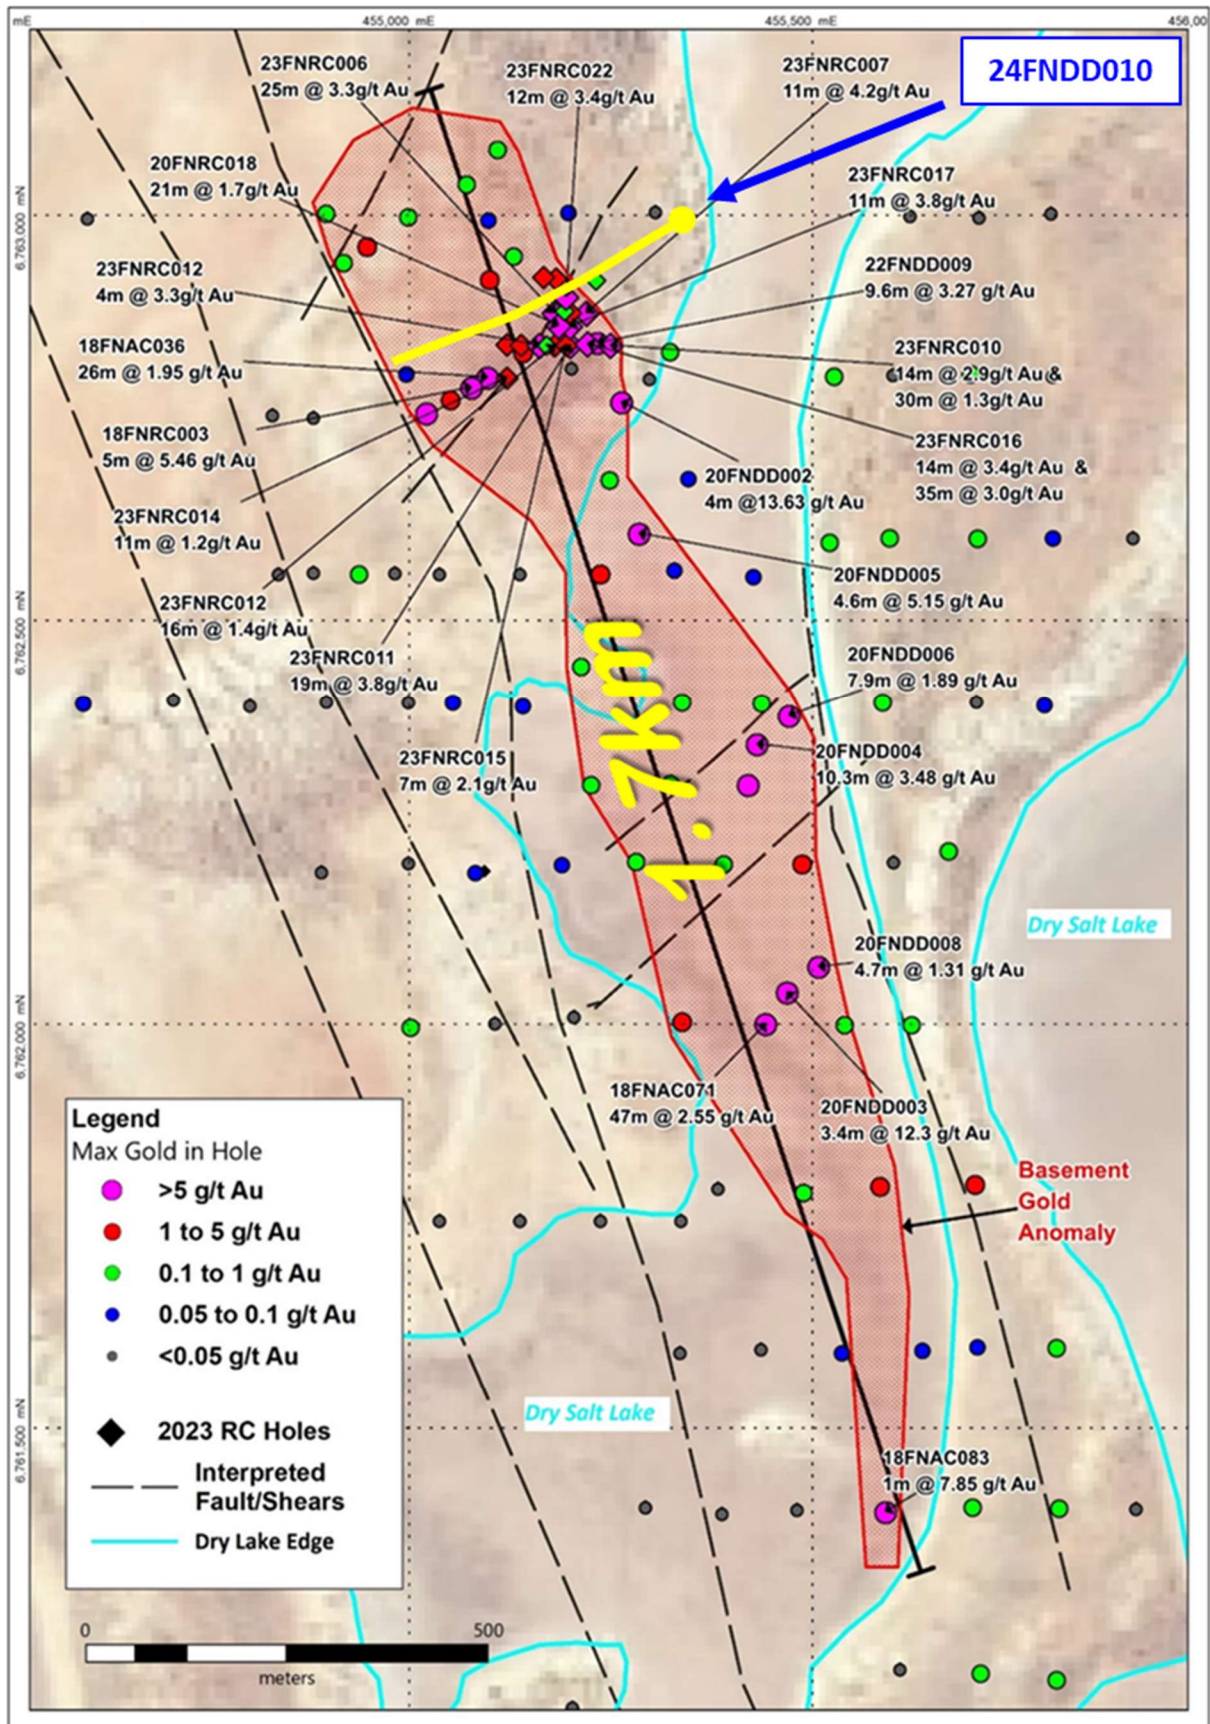 mE
455,000 mE
455,500 mE
456,00
24FNDD010
23FNRC006
25m @ 3.3g/t Au
23FNRC022
12m @ 3.4g/t Au
23FNRC007
11m @ 4.2g/t Au
20FNRC018
21m @ 1.7g/t Au
23FNRC017
11m @ 3.8g/t Au
6,763,000 mN
23FNRC012
4m @ 3.3g/t Au
22FNDD009
9.6m @ 3.27 g/t Au
18FNAC036
26m @ 1.95 g/t Au
23FNRC010
14m @ 2.9g/t Au &
30m @ 1.3g/t Au
18FNRC003
5m @ 5.46 g/t Au
23FNRC016
14m @ 3.4g/t Au &
35m @ 3.0g/t Au
20FNDD002
4m @13.63 g/t Au
23FNRC014
11m @ 1.2g/t Au
20FNDD005
4.6m @ 5.15 g/t Au
23FNRC012
16m @ 1.4g/t Au
6,762,500 mN
23FNRC011
19m @ 3.8g/t Au
20FNDD006
7.9m @ 1.89 g/t Au
1.7km
23FNRC015
7m @ 2.1g/t Au
20FNDD004
10.3m @ 3.48 g/t Au
Dry Salt Lake
20FNDD008
4.7m @ 1.31 g/t Au
6,762,000 mN
18FNAC071
47m @ 2.55 g/t Au
20FNDD003
3.4m @ 12.3 g/t Au
Basement
Gold
Anomaly
Legend
Max Gold in Hole
>5 g/t Au
1 to 5 g/t Au
0.1 to 1 g/t Au
0.05 to 0.1 g/t Au
<0.05 g/t Au
2023 RC Holes
Interpreted
Fault/Shears
Dry Lake Edge
Dry Salt Lake
6,761,500 mN
18FNAC083
1m @ 7.85 g/t Au
0
500
meters